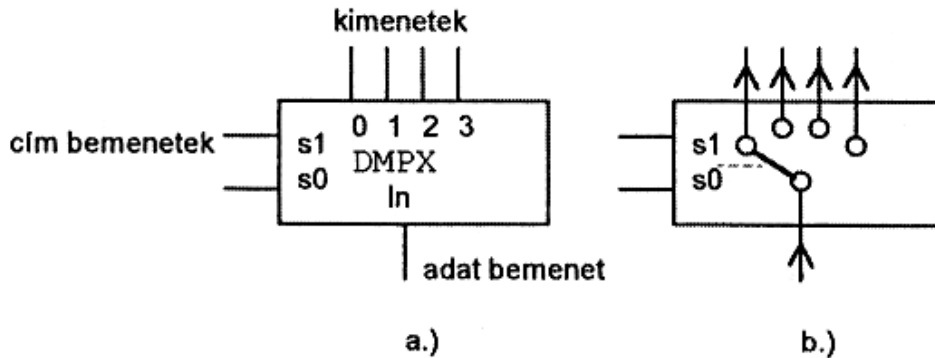 kimenetek
0 1 2 3
cím bemenetek
s1
s0
DMPX
In
adat bemenet
a.)
s1
s0
b.)